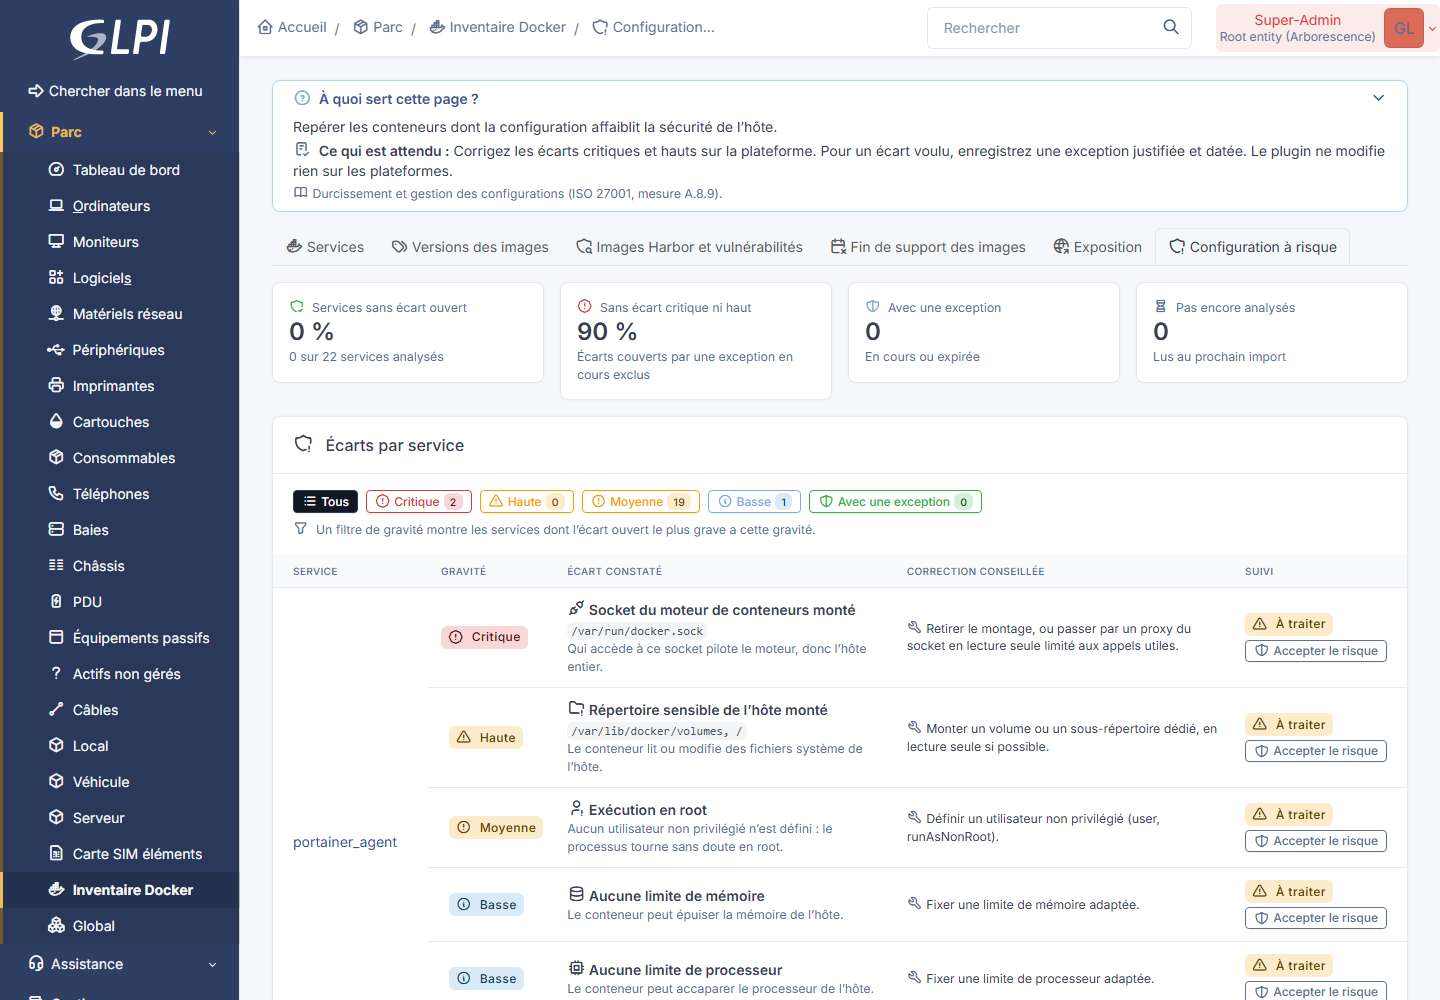 GLPI
Chercher dans le menu
Parc
Tableau de bord
Ordinateurs
Moniteurs
Logiciels
Matériels réseau
Périphériques
Imprimantes
Cartouches
Consommables
Téléphones
Baies
Châssis
PDU
Équipements passifs
Actifs non gérés
Câbles
Local
Véhicule
Serveur
Carte SIM éléments
Inventaire Docker
Global
Assistance
Accueil / Parc / Inventaire Docker / Configuration...
Rechercher
Super-Admin
Root entity (Arborescence)
GL
À quoi sert cette page ?
Repérer les conteneurs dont la configuration affaiblit la sécurité de l’hôte.
Ce qui est attendu : Corrigez les écarts critiques et hauts sur la plateforme. Pour un écart voulu, enregistrez une exception justifiée et datée. Le plugin ne modifie
rien sur les plateformes.
Durcissement et gestion des configurations (ISO 27001, mesure A.8.9).
Services
Versions des images
Images Harbor et vulnérabilités
Fin de support des images
Exposition
Configuration à risque
Services sans écart ouvert
0 %
0 sur 22 services analysés
Sans écart critique ni haut
90 %
Écarts couverts par une exception en
cours exclus
Avec une exception
0
En cours ou expirée
Pas encore analysés
0
Lus au prochain import
Écarts par service
Tous
Critique 2
Haute 0
Moyenne 19
Basse 1
Avec une exception 0
Un filtre de gravité montre les services dont l’écart ouvert le plus grave a cette gravité.
SERVICE
GRAVITÉ
ÉCART CONSTATÉ
CORRECTION CONSEILLÉE
SUIVI
portainer_agent
Critique
Socket du moteur de conteneurs monté
/var/run/docker.sock
Qui accède à ce socket pilote le moteur, donc l’hôte
entier.
Retirer le montage, ou passer par un proxy du
socket en lecture seule limité aux appels utiles.
À traiter
Accepter le risque
Haute
Répertoire sensible de l’hôte monté
/var/lib/docker/volumes, /
Le conteneur lit ou modifie des fichiers système de
l’hôte.
Monter un volume ou un sous-répertoire dédié, en
lecture seule si possible.
À traiter
Accepter le risque
Moyenne
Exécution en root
Aucun utilisateur non privilégié n’est défini : le
processus tourne sans doute en root.
Définir un utilisateur non privilégié (user,
runAsNonRoot).
À traiter
Accepter le risque
Basse
Aucune limite de mémoire
Le conteneur peut épuiser la mémoire de l’hôte.
Fixer une limite de mémoire adaptée.
À traiter
Accepter le risque
Basse
Aucune limite de processeur
Le conteneur peut accaparer le processeur de l’hôte.
Fixer une limite de processeur adaptée.
À traiter
Accepter le risque